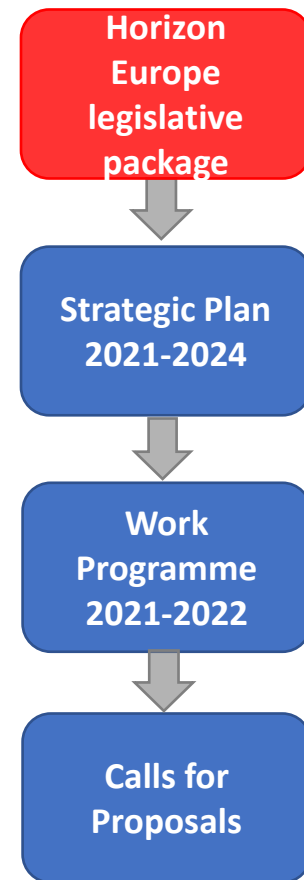 Horizon
Europe
legislative
package
Strategic Plan
2021-2024
Work
Programme
2021-2022
Calls for
Proposals